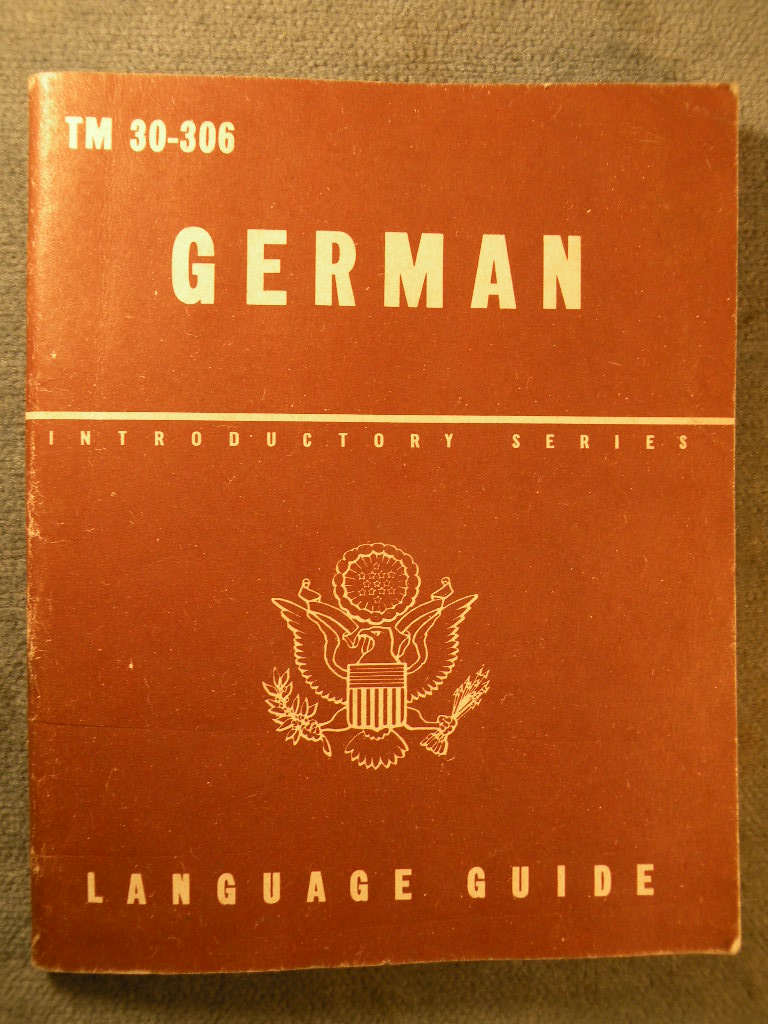 TM 30-306
GERMAN
INTRODUCTORY SERIES
LANGUAGE GUIDE